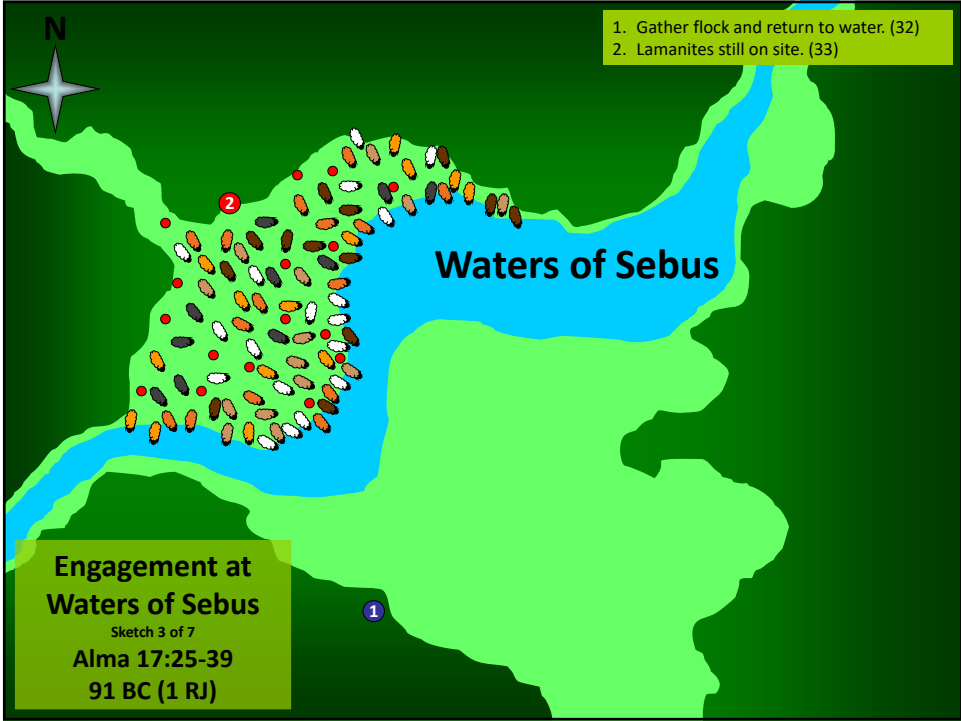 N
1. Gather flock and return to water. (32)
2. Lamanites still on site. (33)
2
Waters of Sebus
1
Engagement at
Waters of Sebus
Sketch 3 of 7
Alma 17:25-39
91 BC (1 RJ)